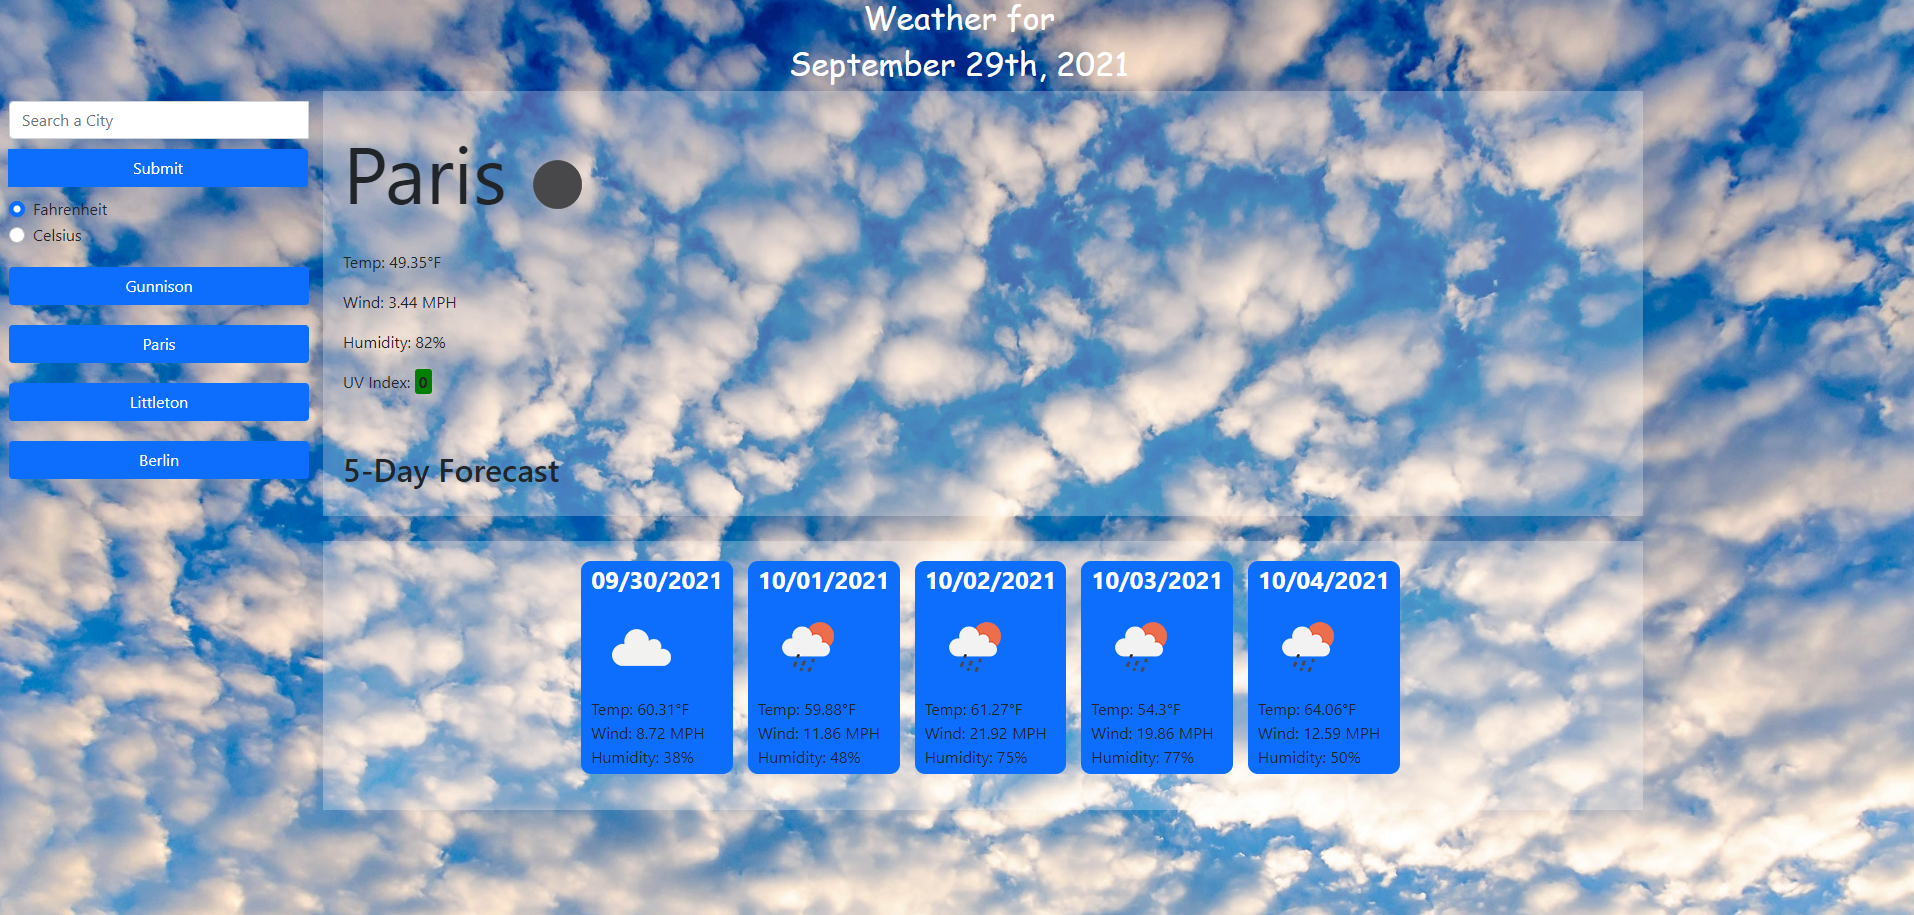 Weather for
September 29th, 2021
Search a City
Submit
Fahrenheit
Celsius
Gunnison
Paris
Littleton
Berlin
Paris
Temp: 49.35°F
Wind: 3.44 MPH
Humidity: 82%
UV Index: 0
5-Day Forecast
09/30/2021
Temp: 60.31°F
Wind: 8.72 MPH
Humidity: 38%
10/01/2021
Temp: 59.88°F
Wind: 11.86 MPH
Humidity: 48%
10/02/2021
Temp: 61.27°F
Wind: 21.92 MPH
Humidity: 75%
10/03/2021
Temp: 54.3°F
Wind: 19.86 MPH
Humidity: 77%
10/04/2021
Temp: 64.06°F
Wind: 12.59 MPH
Humidity: 50%